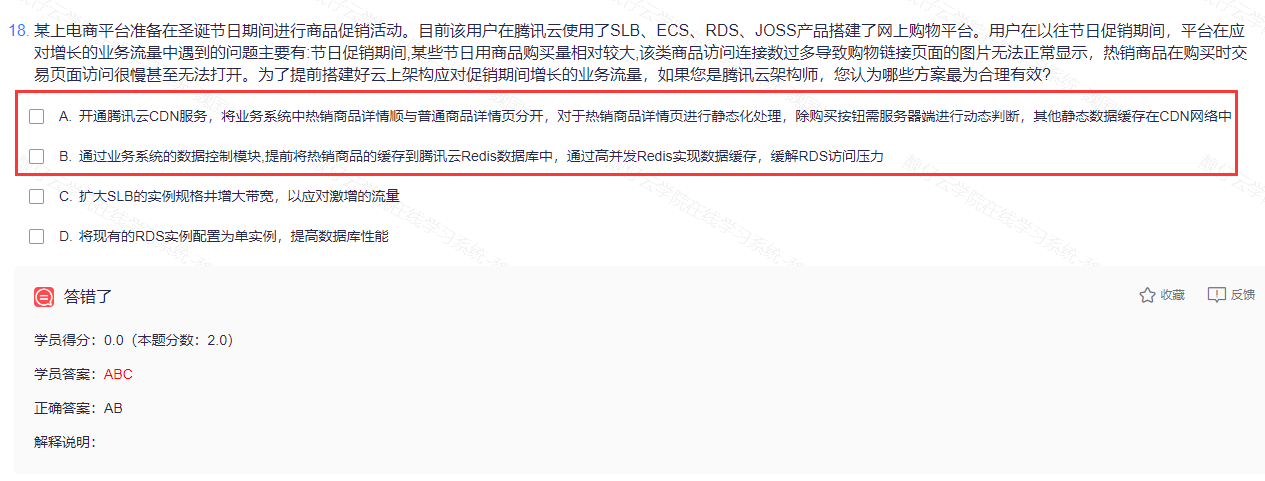 18. 某上电商平台准备在圣诞节日期间进行商品促销活动。目前该用户在腾讯云使用了SLB、ECS、RDS、JOSS产品搭建了网上购物平台。用户在以往节日促销期间，平台在应
对增长的业务流量中遇到的问题主要有:节日促销期间,某些节日用商品购买量相对较大,该类商品访问连接数过多导致购物链接页面的图片无法正常显示，热销商品在购买时交
易页面访问很慢甚至无法打开。为了提前搭建好云上架构应对促销期间增长的业务流量，如果您是腾讯云架构师，您认为哪些方案最为合理有效?
A. 开通腾讯云CDN服务，将业务系统中热销商品详情顺与普通商品详情页分开，对于热销商品详情页进行静态化处理，除购买按钮需服务器端进行动态判断，其他静态数据缓存在CDN网络中
B. 通过业务系统的数据控制模块,提前将热销商品的缓存到腾讯云Redis数据库中，通过高并发Redis实现数据缓存，缓解RDS访问压力
C. 扩大SLB的实例规格井增大带宽，以应对激增的流量
D. 将现有的RDS实例配置为单实例，提高数据库性能
答错了
收藏
反馈
学员得分：0.0（本题分数：2.0）
学员答案：ABC
正确答案：AB
解释说明：